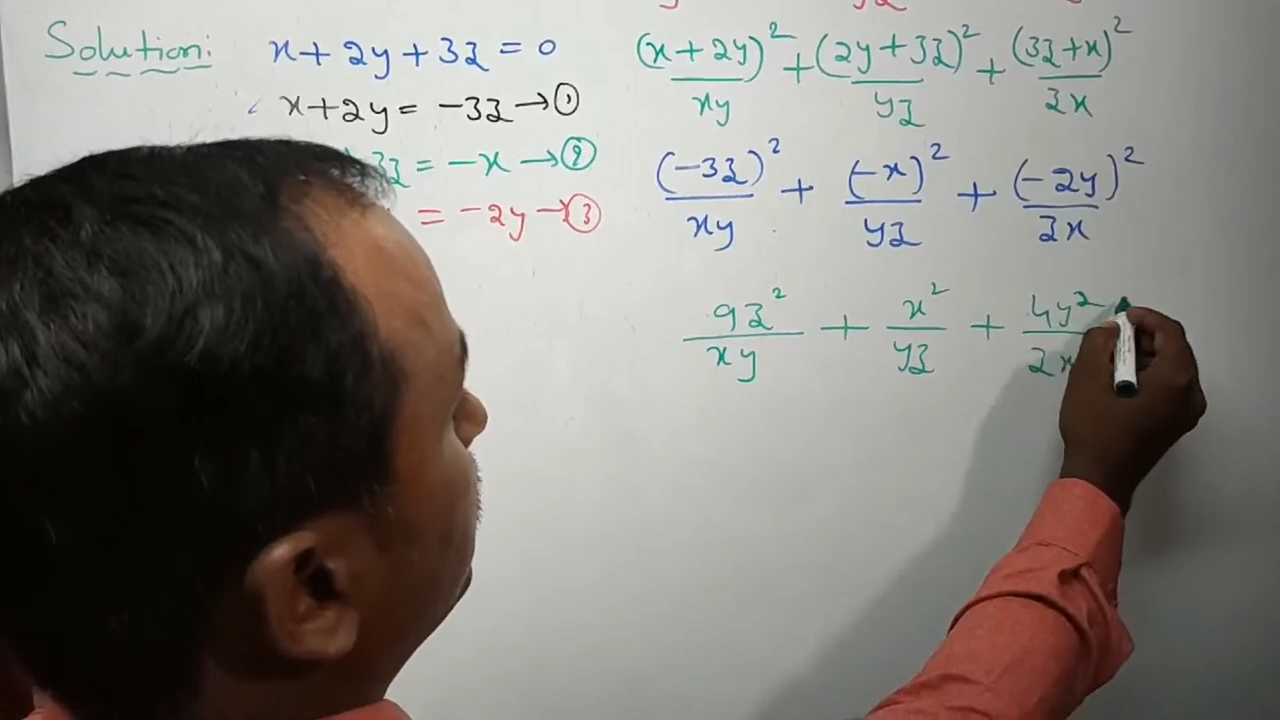 Solution: x + 2y + 3z = 0
x + 2y = -3z → ①
3z = -x → ②
= -2y → ③
(x + 2y)²/xy + (2y + 3z)²/yz + (3z + x)²/zx
(-3z)²/xy + (-x)²/yz + (-2y)²/zx
9z²/xy + x²/yz + 4y²/zx